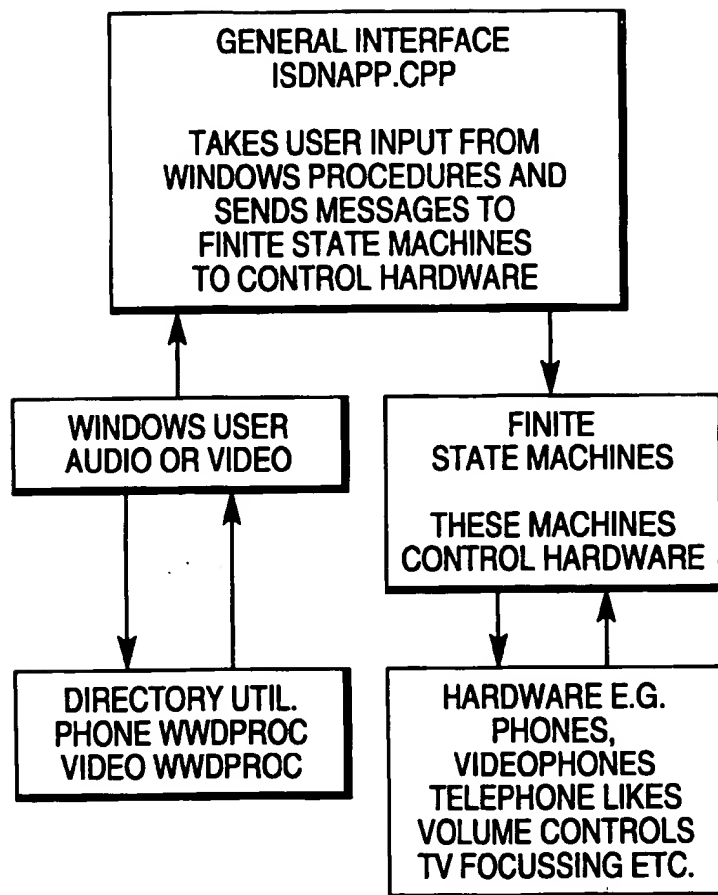 GENERAL INTERFACE
ISDNAPP.CPP
TAKES USER INPUT FROM
WINDOWS PROCEDURES AND
SENDS MESSAGES TO
FINITE STATE MACHINES
TO CONTROL HARDWARE
WINDOWS USER
AUDIO OR VIDEO
FINITE
STATE MACHINES
THESE MACHINES
CONTROL HARDWARE
DIRECTORY UTIL.
PHONE WWDPROC
VIDEO WWDPROC
HARDWARE E.G.
PHONES,
VIDEOPHONES
TELEPHONE LIKES
VOLUME CONTROLS
TV FOCUSSING ETC.